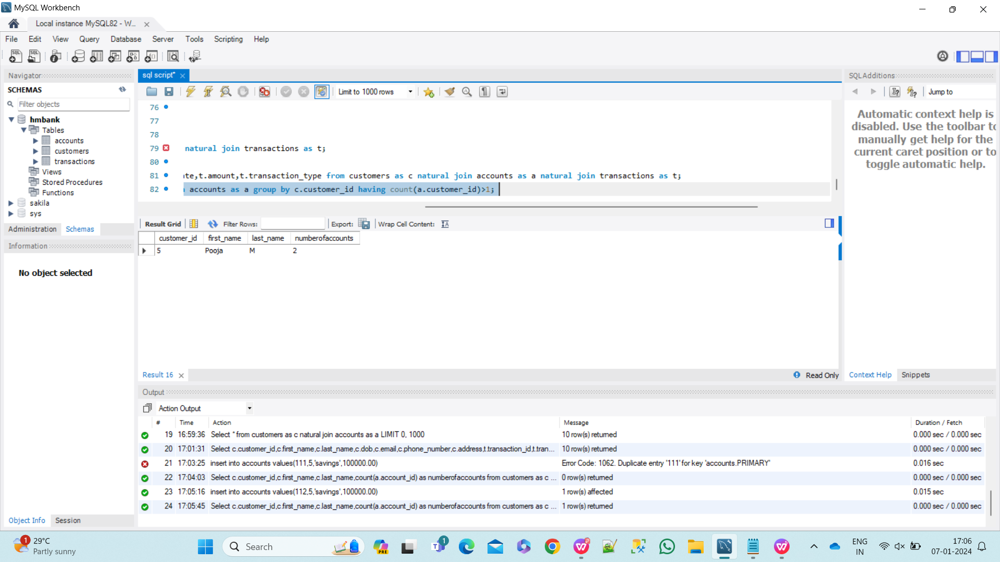 MySQL Workbench
Local instance MySQL82 - W...
File Edit View Query Database Server Tools Scripting Help
Navigator
SCHEMAS
Filter objects
hmbank
Tables
accounts
customers
transactions
Views
Stored Procedures
Functions
sakila
sys
Administration Schemas
Information
No object selected
Object Info Session
sql script*
Limit to 1000 rows
76
77
78
79 natural join transactions as t;
80
81 te,t.amount,t.transaction_type from customers as c natural join accounts as a natural join transactions as t;
82 accounts as a group by c.customer_id having count(a.customer_id)>1;
Result Grid Filter Rows: Export: Wrap Cell Content:
customer_id first_name last_name numberofaccounts
5 Pooja M 2
Result 16
Read Only
SQLAdditions
Jump to
Automatic context help is
disabled. Use the toolbar to
manually get help for the
current caret position or to
toggle automatic help.
Context Help Snippets
Output
Action Output
# Time Action Message Duration / Fetch
19 16:59:36 Select * from customers as c natural join accounts as a LIMIT 0, 1000 10 row(s) returned 0.000 sec / 0.000 sec
20 17:01:31 Select c.customer_id,c.first_name,c.last_name,c.dob,c.email,c.phone_number,c.address,t.transaction_id,t.tran... 10 row(s) returned 0.000 sec / 0.000 sec
21 17:03:25 insert into accounts values(111,5,'savings',100000.00) Error Code: 1062. Duplicate entry '111' for key 'accounts.PRIMARY' 0.016 sec
22 17:04:03 Select c.customer_id,c.first_name,c.last_name,count(a.account_id) as numberofaccounts from customers as c ... 0 row(s) returned 0.000 sec / 0.000 sec
23 17:05:16 insert into accounts values(112,5,'savings',100000.00) 1 row(s) affected 0.015 sec
24 17:05:45 Select c.customer_id,c.first_name,c.last_name,count(a.account_id) as numberofaccounts from customers as c ... 1 row(s) returned 0.000 sec / 0.000 sec
1
29°C
Partly sunny
Search
PRE
1
ENG
IN
17:06
07-01-2024